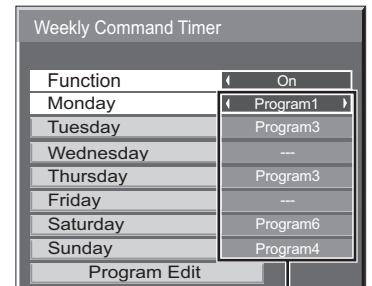 Weekly Command Timer
Function On
Monday Program1
Tuesday Program3
Wednesday ---
Thursday Program3
Friday ---
Saturday Program6
Sunday Program4
Program Edit